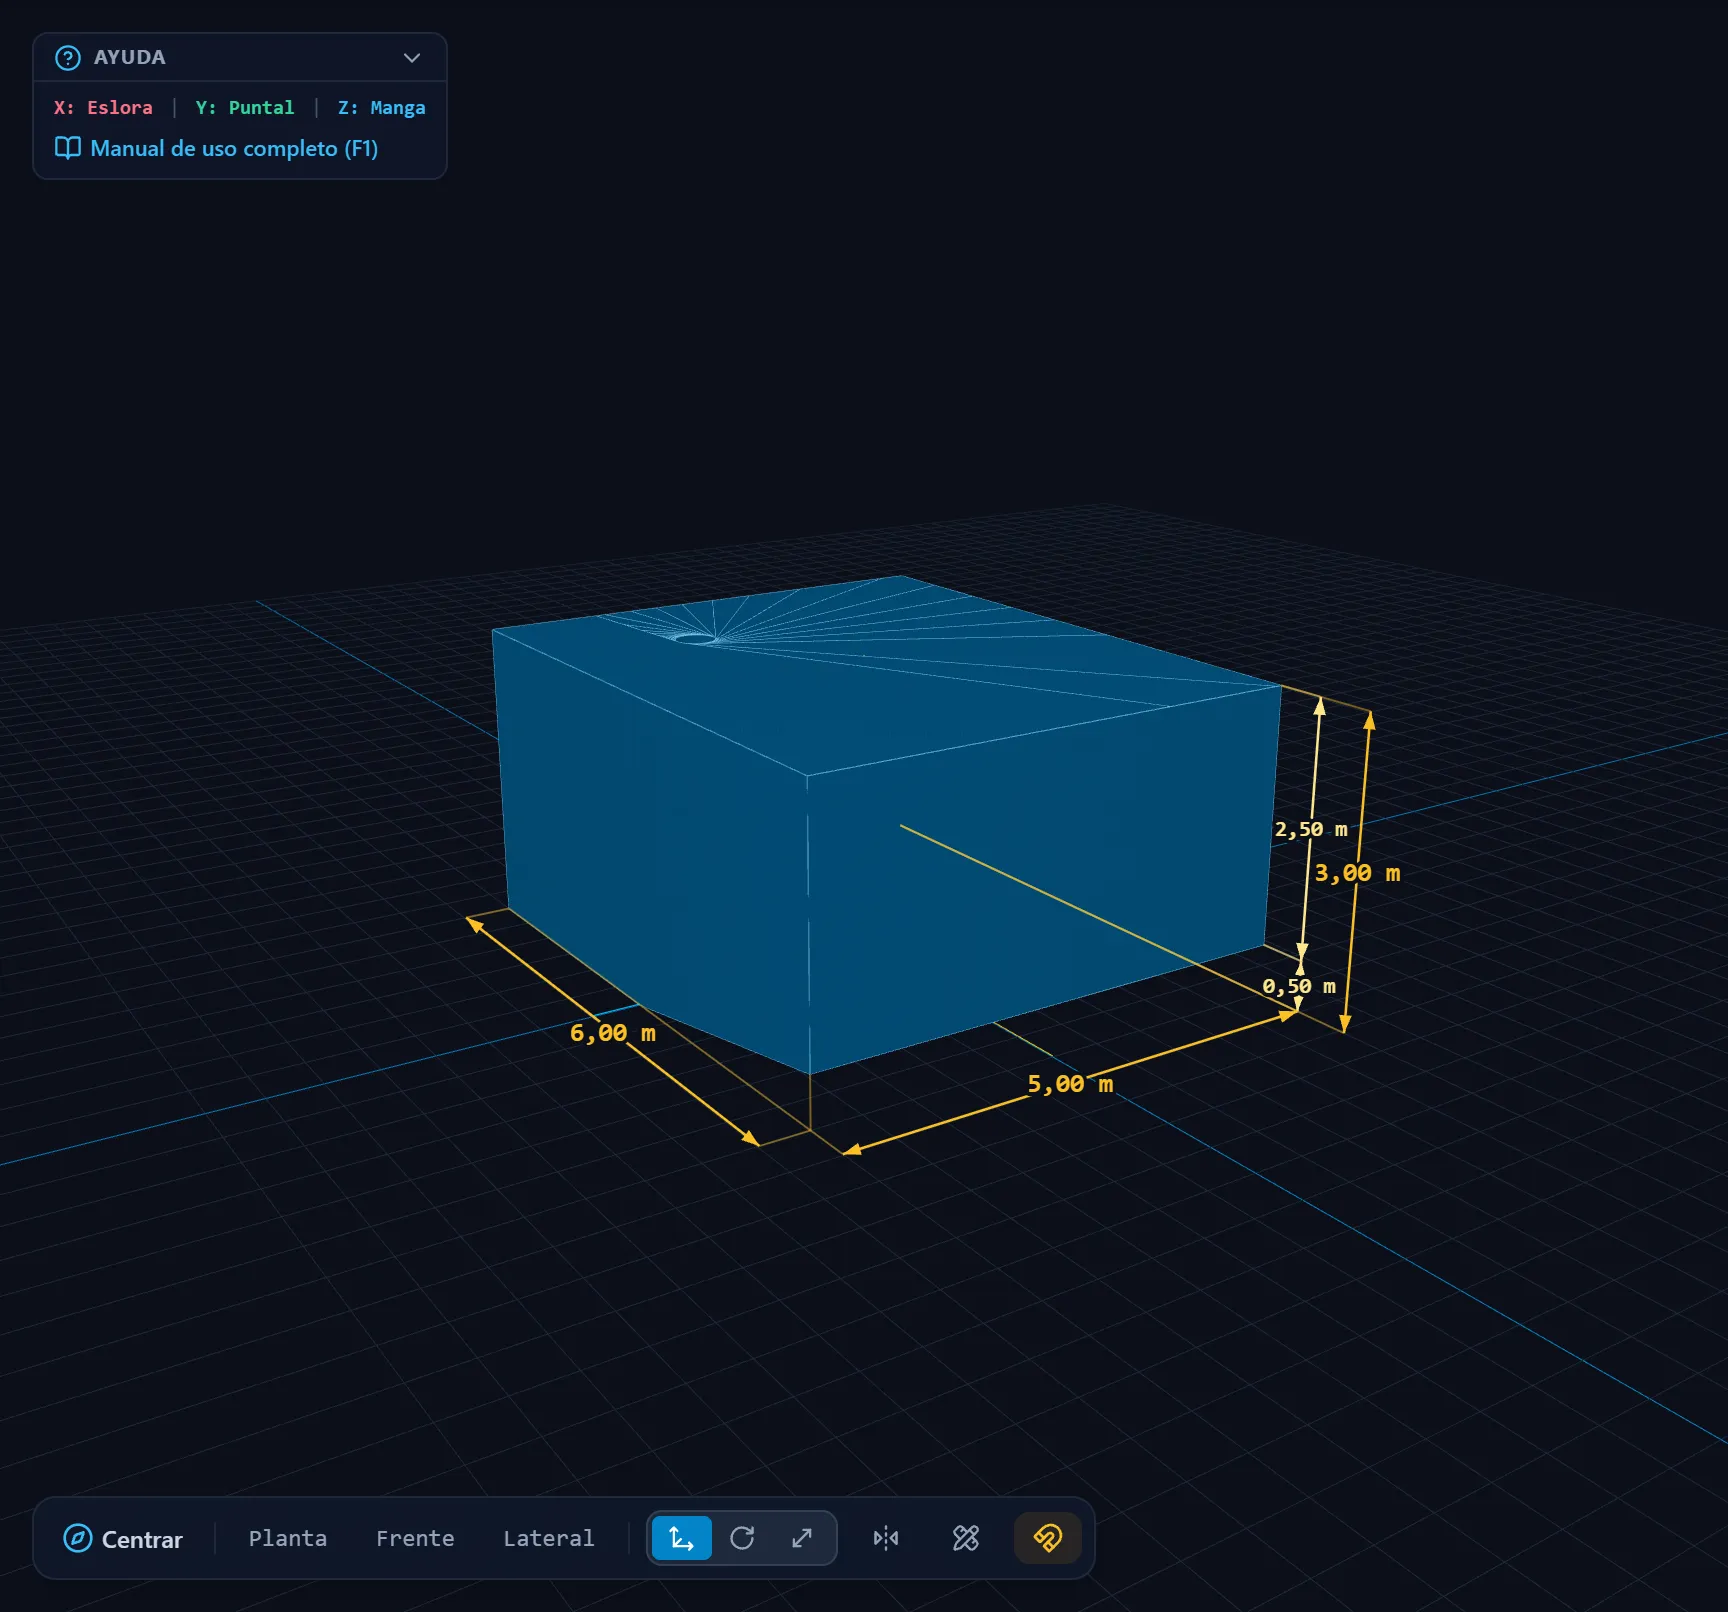 AYUDA
X: Eslora | Y: Puntal | Z: Manga
Manual de uso completo (F1)
2,50 m
3,00 m
0,50 m
6,00 m
5,00 m
Centrar Planta Frente Lateral